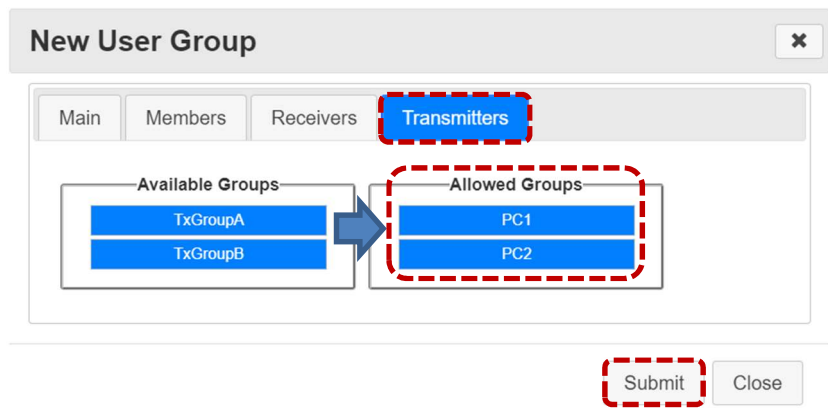 New User Group
✖
Main Members Receivers Transmitters
Available Groups Allowed Groups
TxGroupA PC1
TxGroupB PC2
Submit Close